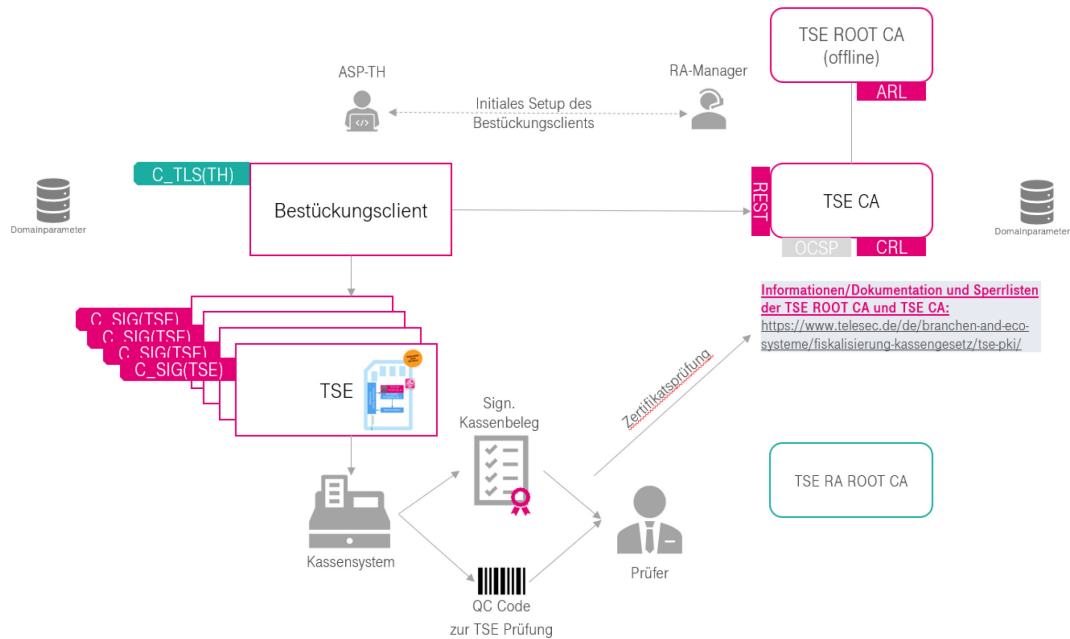 TSE ROOT CA
(offline)
ARL
ASP-TH
RA-Manager
Initiales Setup des
Bestückungsclients
C_TLS(TH)
Bestückungsclient
REST
TSE CA
OCSP
CRL
Domainparameter
Domainparameter
Informationen/Dokumentation und Sperrlisten
der TSE ROOT CA und TSE CA:
https://www.telesec.de/de/branchen-and-eco-
systeme/fiskalisierung-kassengesetz/tse-pki/
C_SIG(TSE)
C_SIG(TSE)
C_SIG(TSE)
C_SIG(TSE)
TSE
Zertifikatsprüfung
Sign.
Kassenbeleg
TSE RA ROOT CA
Kassensystem
Prüfer
QC Code
zur TSE Prüfung